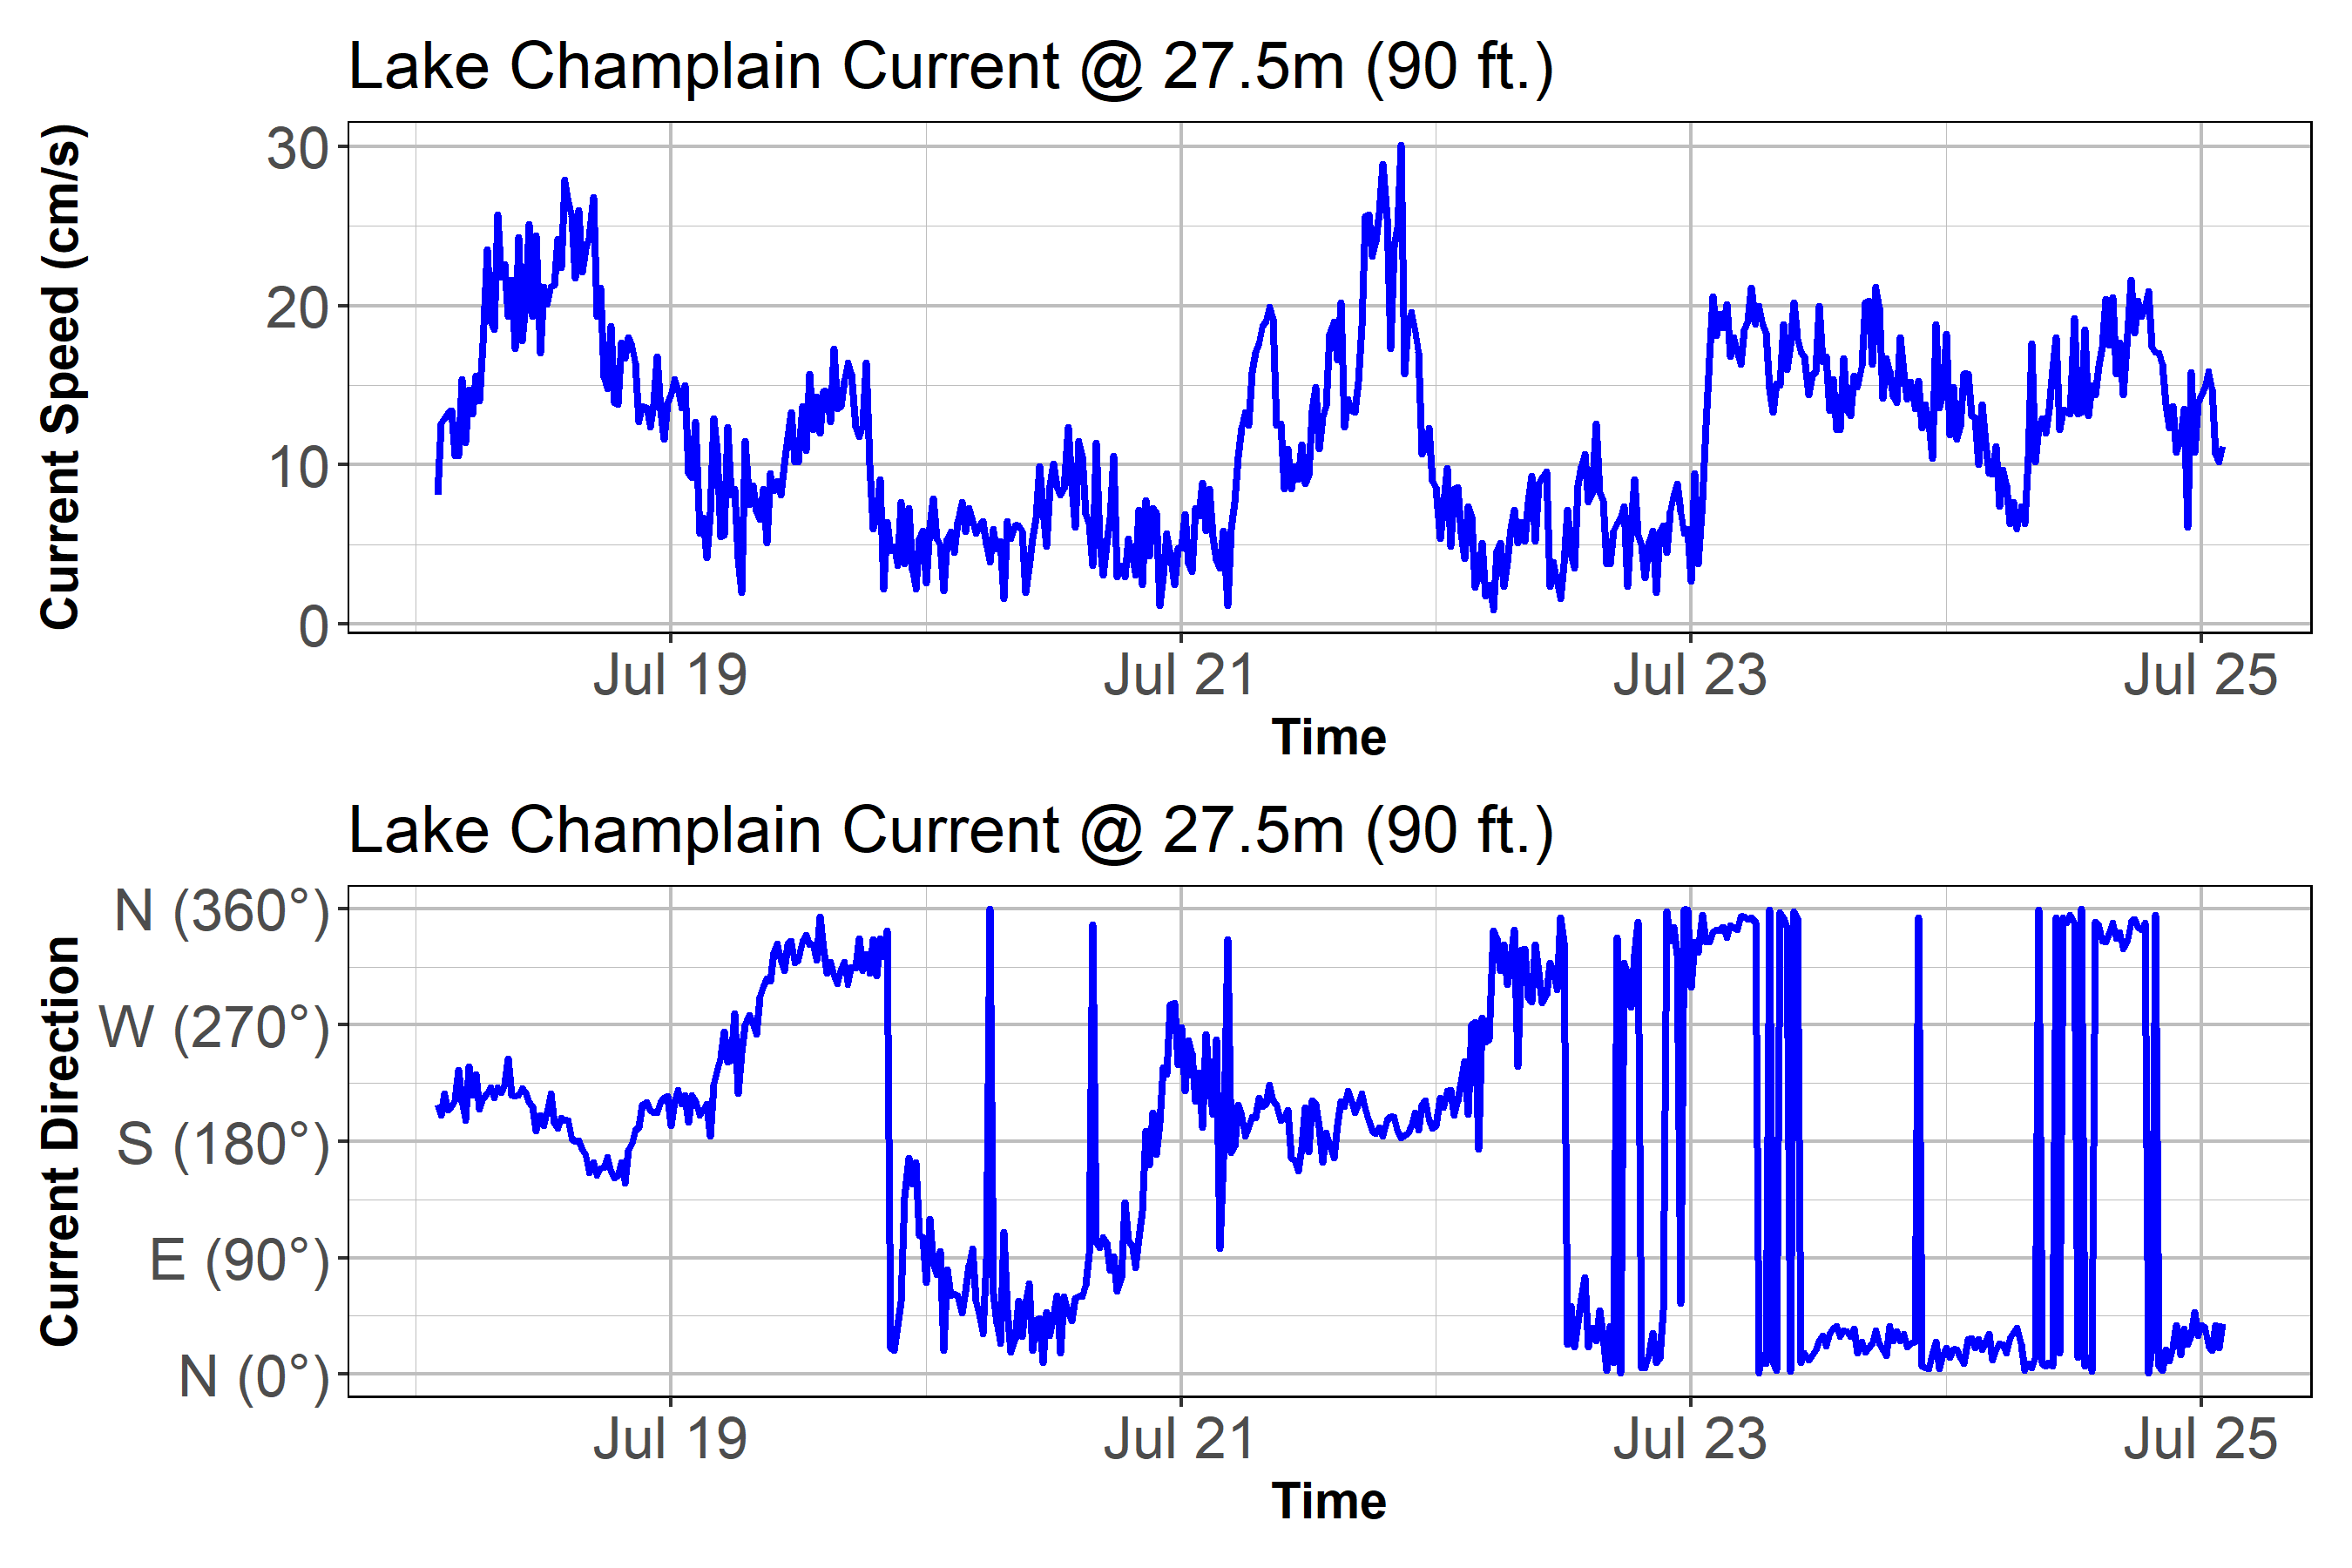 Lake Champlain Current @ 27.5m (90 ft.)
Current Speed (cm/s)
30
20
10
0
Jul 19 Jul 21 Jul 23 Jul 25
Time
Lake Champlain Current @ 27.5m (90 ft.)
Current Direction
N (360°)
W (270°)
S (180°)
E (90°)
N (0°)
Jul 19 Jul 21 Jul 23 Jul 25
Time